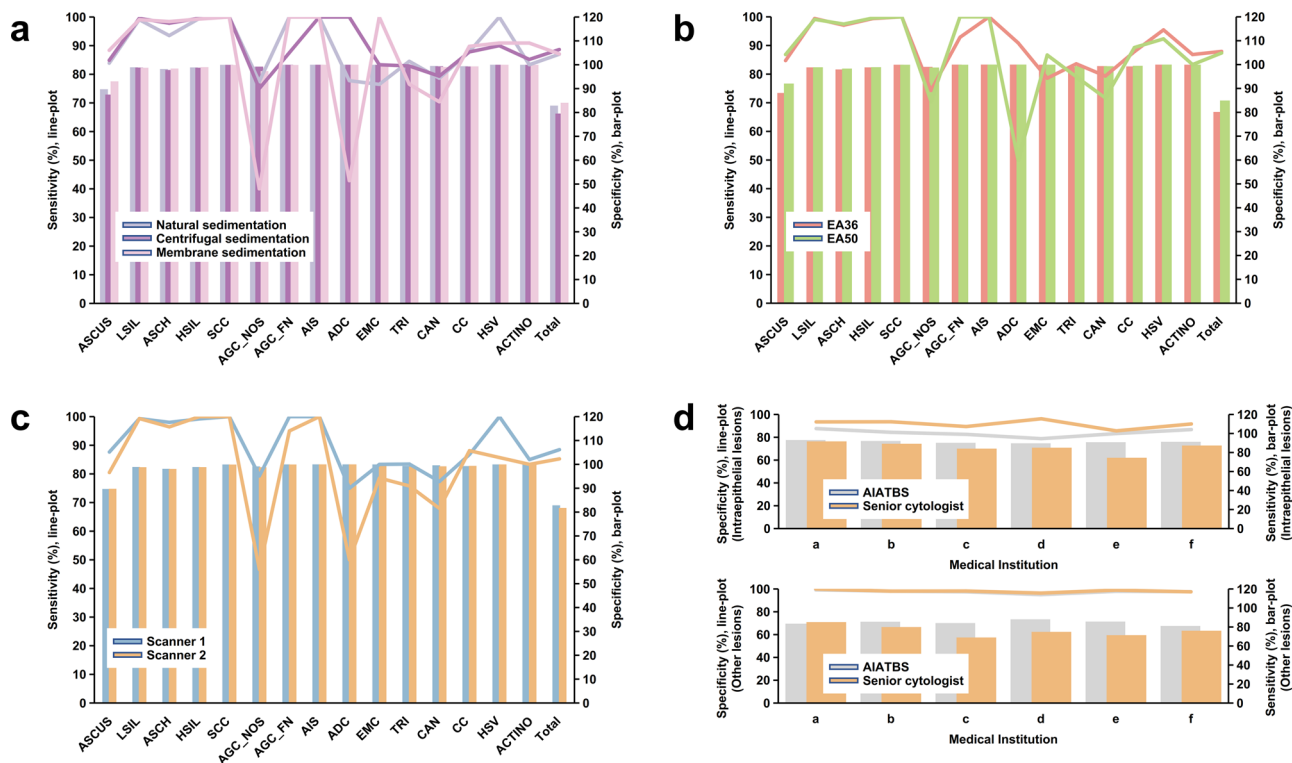 a
Sensitivity (%), line-plot
100
90
80
70
60
50
40
30
20
10
0
Natural sedimentation
Centrifugal sedimentation
Membrane sedimentation
120
110
100
90
80
70
60
50
40
30
20
10
0
Specificity (%), bar-plot
ASCUS
LSIL
ASCH
HSIL
SCC
AGC_NOS
AGC_FN
AIS
ADC
EMC
TRI
CAN
CC
HSV
ACTINO
Total
b
Sensitivity (%), line-plot
100
90
80
70
60
50
40
30
20
10
0
EA36
EA50
120
110
100
90
80
70
60
50
40
30
20
10
0
Specificity (%), bar-plot
ASCUS
LSIL
ASCH
HSIL
SCC
AGC_NOS
AGC_FN
AIS
ADC
EMC
TRI
CAN
CC
HSV
ACTINO
Total
c
Sensitivity (%), line-plot
100
90
80
70
60
50
40
30
20
10
0
Scanner 1
Scanner 2
120
110
100
90
80
70
60
50
40
30
20
10
0
Specificity (%), bar-plot
ASCUS
LSIL
ASCH
HSIL
SCC
AGC_NOS
AGC_FN
AIS
ADC
EMC
TRI
CAN
CC
HSV
ACTINO
Total
d
Specificity (%), line-plot
(Intraepithelial lesions)
100
80
60
40
20
0
AIATBS
Senior cytologist
120
100
80
60
40
20
0
Sensitivity (%), bar-plot
(Intraepithelial lesions)
a b c d e f
Medical Institution
Specificity (%), line-plot
(Other lesions)
100
80
60
40
20
0
AIATBS
Senior cytologist
120
100
80
60
40
20
0
Sensitivity (%), bar-plot
(Other lesions)
a b c d e f
Medical Institution